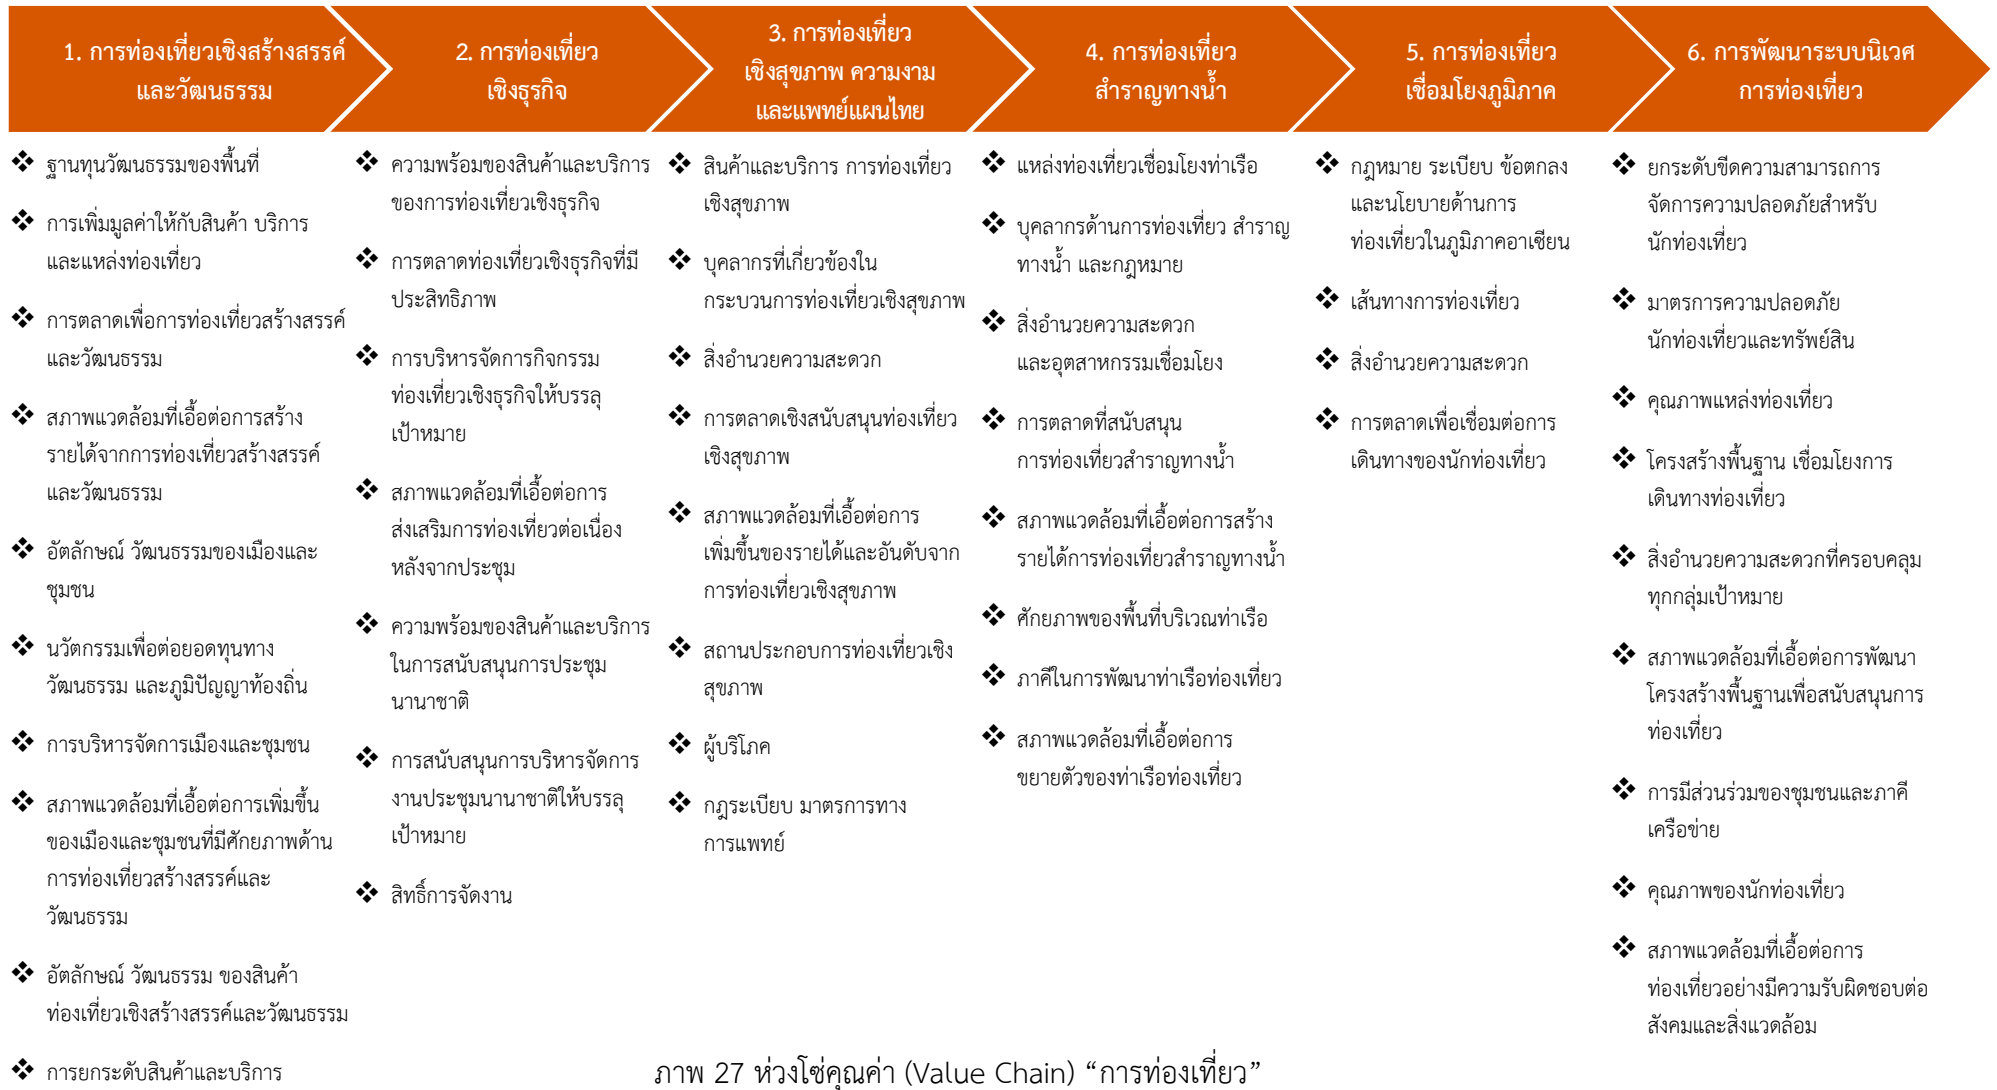 1. การท่องเที่ยวเชิงสร้างสรรค์
และวัฒนธรรม
2. การท่องเที่ยว
เชิงธุรกิจ
3. การท่องเที่ยว
เชิงสุขภาพ ความงาม
และแพทย์แผนไทย
4. การท่องเที่ยว
สำราญทางน้ำ
5. การท่องเที่ยว
เชื่อมโยงภูมิภาค
6. การพัฒนาระบบนิเวศ
การท่องเที่ยว
❖ ฐานทุนวัฒนธรรมของพื้นที่
❖ การเพิ่มมูลค่าให้กับสินค้า บริการ
และแหล่งท่องเที่ยว
❖ การตลาดเพื่อการท่องเที่ยวสร้างสรรค์
และวัฒนธรรม
❖ สภาพแวดล้อมที่เอื้อต่อการสร้าง
รายได้จากการท่องเที่ยวสร้างสรรค์
และวัฒนธรรม
❖ อัตลักษณ์ วัฒนธรรมของเมืองและ
ชุมชน
❖ นวัตกรรมเพื่อต่อยอดทุนทาง
วัฒนธรรม และภูมิปัญญาท้องถิ่น
❖ การบริหารจัดการเมืองและชุมชน
❖ สภาพแวดล้อมที่เอื้อต่อการเพิ่มขึ้น
ของเมืองและชุมชนที่มีศักยภาพด้าน
การท่องเที่ยวสร้างสรรค์และ
วัฒนธรรม
❖ อัตลักษณ์ วัฒนธรรม ของสินค้า
ท่องเที่ยวเชิงสร้างสรรค์และวัฒนธรรม
❖ การยกระดับสินค้าและบริการ
❖ ความพร้อมของสินค้าและบริการ
ของการท่องเที่ยวเชิงธุรกิจ
❖ การตลาดท่องเที่ยวเชิงธุรกิจที่มี
ประสิทธิภาพ
❖ การบริหารจัดการกิจกรรม
ท่องเที่ยวเชิงธุรกิจให้บรรลุ
เป้าหมาย
❖ สภาพแวดล้อมที่เอื้อต่อการ
ส่งเสริมการท่องเที่ยวต่อเนื่อง
หลังจากประชุม
❖ ความพร้อมของสินค้าและบริการ
ในการสนับสนุนการประชุม
นานาชาติ
❖ การสนับสนุนการบริหารจัดการ
งานประชุมนานาชาติให้บรรลุ
เป้าหมาย
❖ สิทธิ์การจัดงาน
❖ สินค้าและบริการ การท่องเที่ยว
เชิงสุขภาพ
❖ บุคลากรที่เกี่ยวข้องใน
กระบวนการท่องเที่ยวเชิงสุขภาพ
❖ สิ่งอำนวยความสะดวก
❖ การตลาดเชิงสนับสนุนท่องเที่ยว
เชิงสุขภาพ
❖ สภาพแวดล้อมที่เอื้อต่อการ
เพิ่มขึ้นของรายได้และอันดับจาก
การท่องเที่ยวเชิงสุขภาพ
❖ สถานประกอบการท่องเที่ยวเชิง
สุขภาพ
❖ ผู้บริโภค
❖ กฎระเบียบ มาตรการทาง
การแพทย์
❖ แหล่งท่องเที่ยวเชื่อมโยงท่าเรือ
❖ บุคลากรด้านการท่องเที่ยว สำราญ
ทางน้ำ และกฎหมาย
❖ สิ่งอำนวยความสะดวก
และอุตสาหกรรมเชื่อมโยง
❖ การตลาดที่สนับสนุน
การท่องเที่ยวสำราญทางน้ำ
❖ สภาพแวดล้อมที่เอื้อต่อการสร้าง
รายได้การท่องเที่ยวสำราญทางน้ำ
❖ ศักยภาพของพื้นที่บริเวณท่าเรือ
❖ ภาคีในการพัฒนาท่าเรือท่องเที่ยว
❖ สภาพแวดล้อมที่เอื้อต่อการ
ขยายตัวของท่าเรือท่องเที่ยว
❖ กฎหมาย ระเบียบ ข้อตกลง
และนโยบายด้านการ
ท่องเที่ยวในภูมิภาคอาเซียน
❖ เส้นทางการท่องเที่ยว
❖ สิ่งอำนวยความสะดวก
❖ การตลาดเพื่อเชื่อมต่อการ
เดินทางของนักท่องเที่ยว
❖ ยกระดับขีดความสามารถการ
จัดการความปลอดภัยสำหรับ
นักท่องเที่ยว
❖ มาตรการความปลอดภัย
นักท่องเที่ยวและทรัพย์สิน
❖ คุณภาพแหล่งท่องเที่ยว
❖ โครงสร้างพื้นฐาน เชื่อมโยงการ
เดินทางท่องเที่ยว
❖ สิ่งอำนวยความสะดวกที่ครอบคลุม
ทุกกลุ่มเป้าหมาย
❖ สภาพแวดล้อมที่เอื้อต่อการพัฒนา
โครงสร้างพื้นฐานเพื่อสนับสนุนการ
ท่องเที่ยว
❖ การมีส่วนร่วมของชุมชนและภาคี
เครือข่าย
❖ คุณภาพของนักท่องเที่ยว
❖ สภาพแวดล้อมที่เอื้อต่อการ
ท่องเที่ยวอย่างมีความรับผิดชอบต่อ
สังคมและสิ่งแวดล้อม
ภาพ 27 ห่วงโซ่คุณค่า (Value Chain) “การท่องเที่ยว”